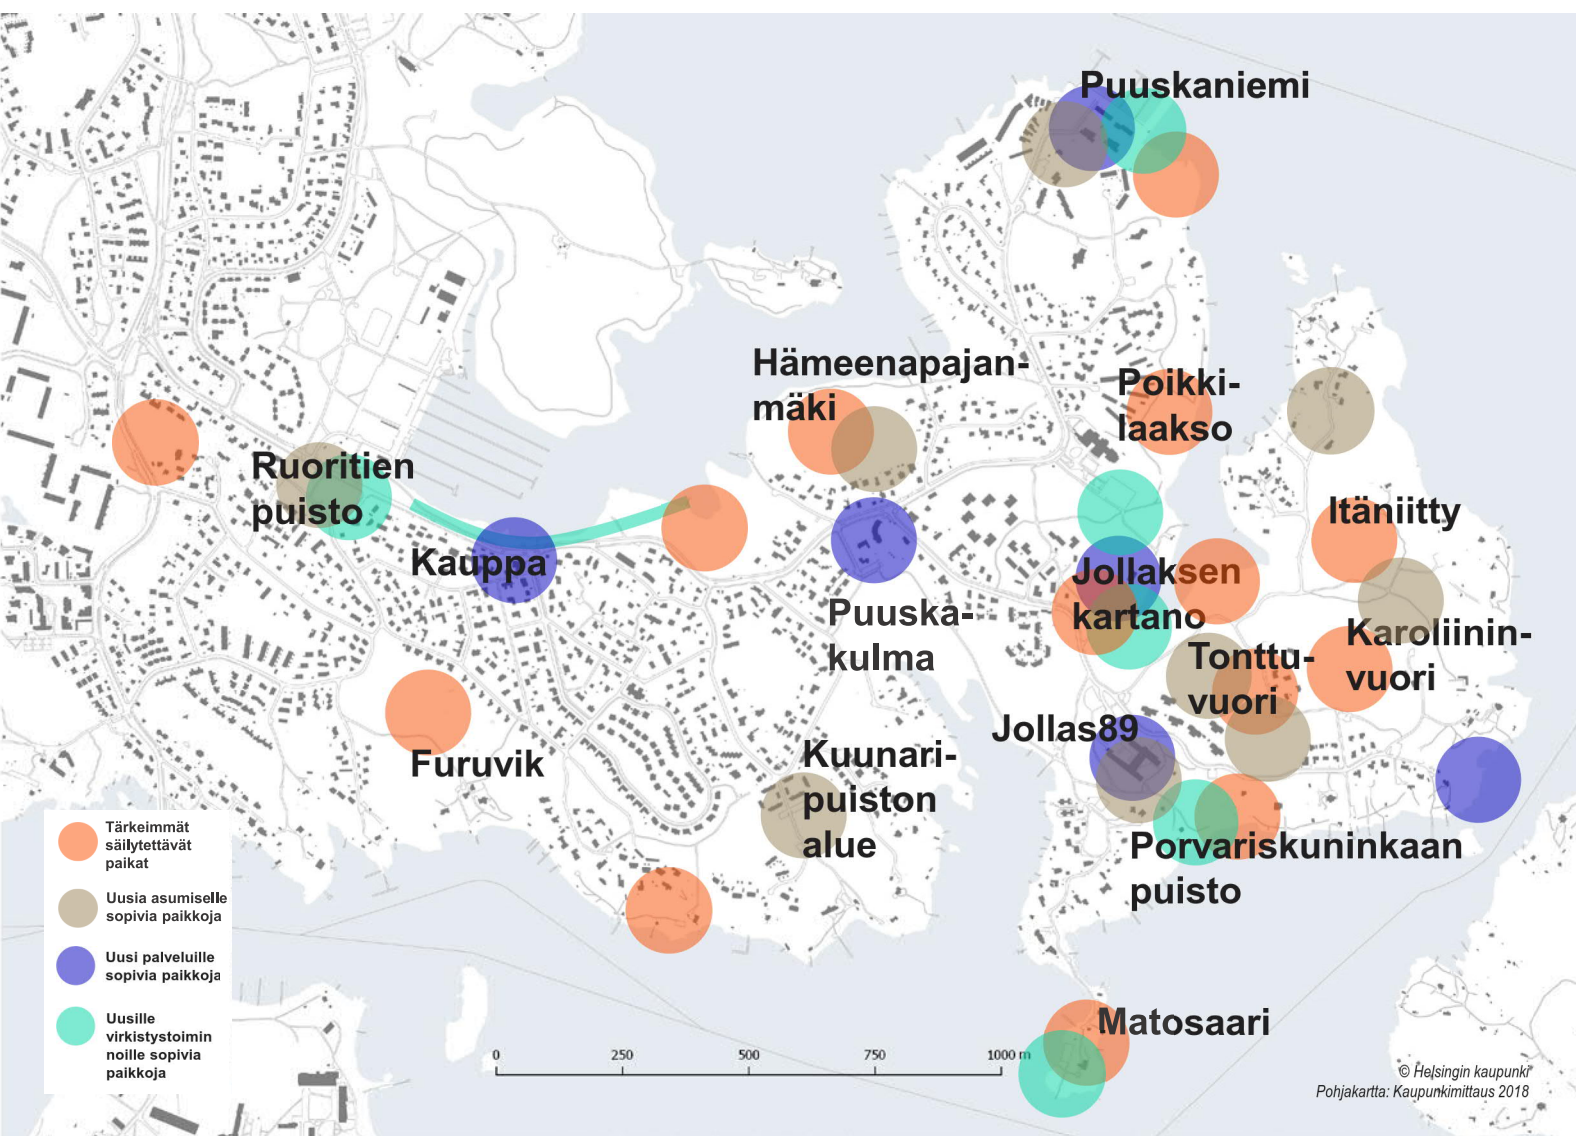 Puuskaniemi
Hämeenapajan-
mäki
Poikki-
laakso
Ruoritien
puisto
Itäniitty
Kauppa
Jollaksen
kartano
Puuska-
kulma
Karoliinin-
vuori
Tonttu-
vuori
Jollas89
Furuvik
Kuunari-
puiston
alue
Porvariskuninkaan
puisto
Matosaari
Tärkeimmät
säilytettävät
paikat
Uusia asumiselle
sopivia paikkoja
Uusi palveluille
sopivia paikkoja
Uusille
virkistystoimin
noille sopivia
paikkoja
0 250 500 750 1000 m
© Helsingin kaupunki
Pohjakartta: Kaupunkimittaus 2018